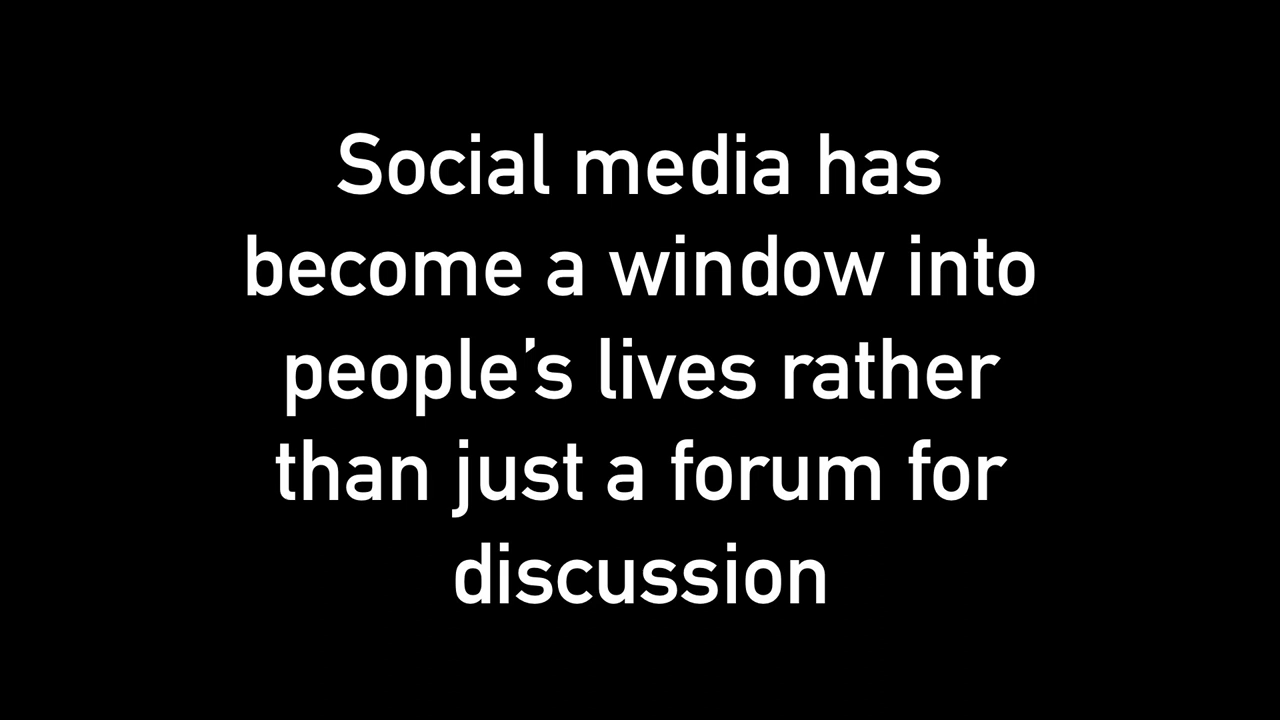 Social media has
become a window into
people’s lives rather
than just a forum for
discussion